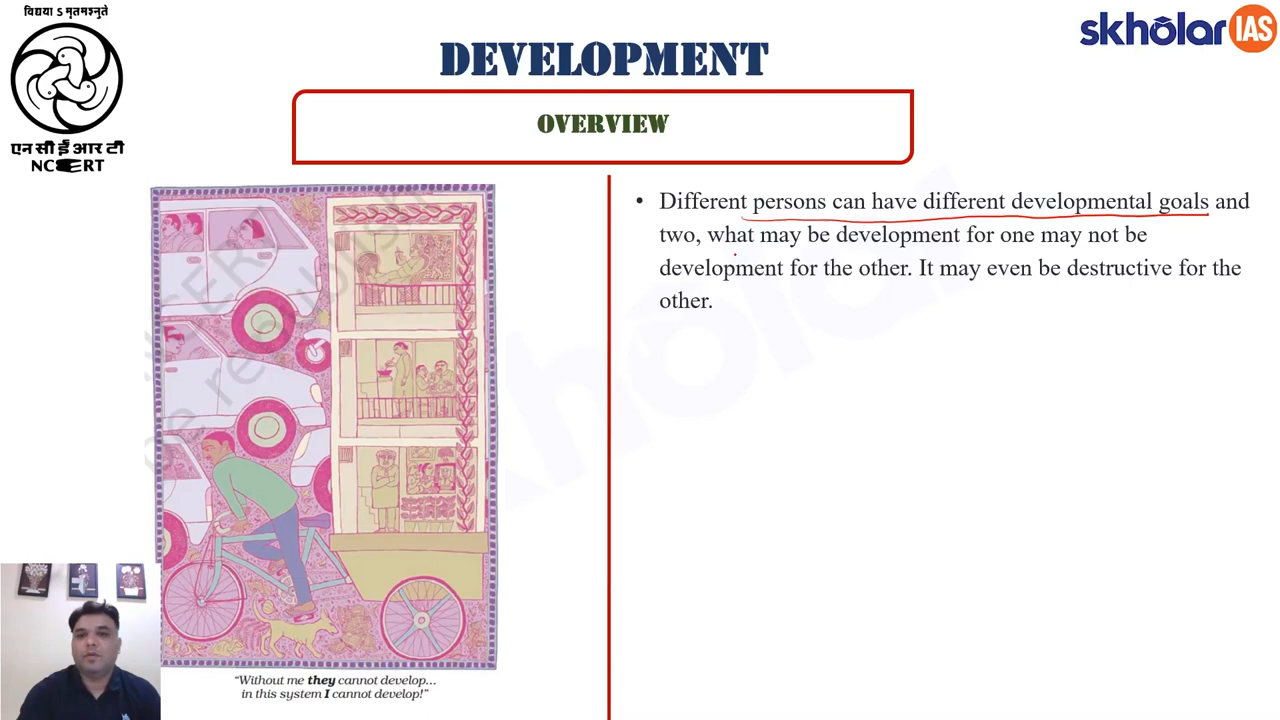 विद्यया ऽ मृतमश्नुते
एन सी ई आर टी
NCERT
skholar IAS
DEVELOPMENT
OVERVIEW
• Different persons can have different developmental goals and
two, what may be development for one may not be
development for the other. It may even be destructive for the
other.
“Without me they cannot develop...
in this system I cannot develop!”